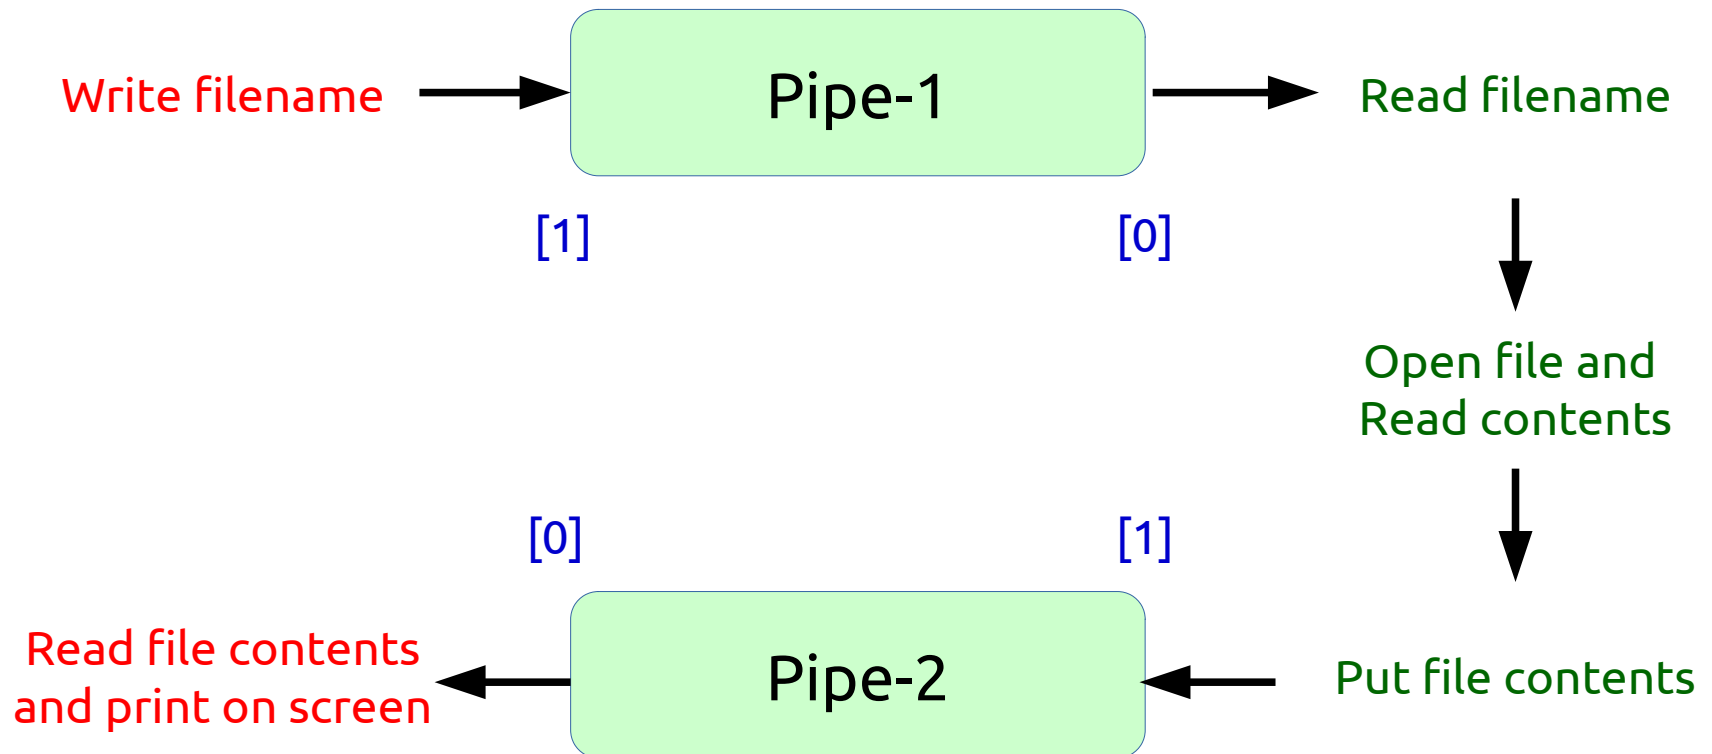 Write filename
Pipe-1
Read filename
[1]
[0]
Open file and
Read contents
[0]
[1]
Read file contents
and print on screen
Pipe-2
Put file contents